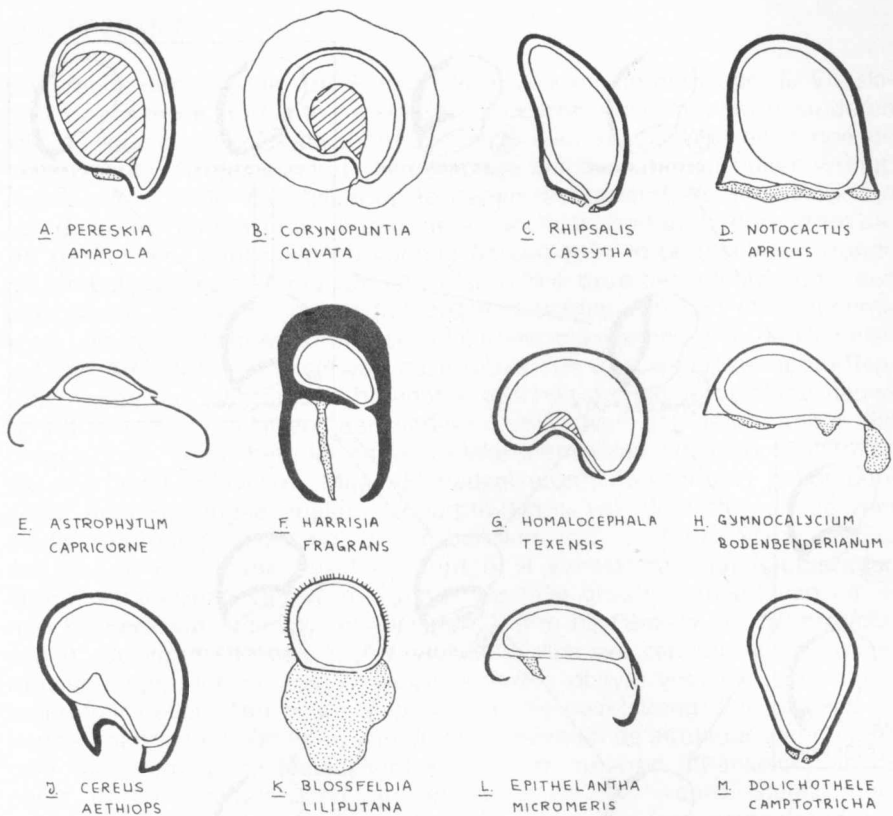 A. PERESKIA
AMAPOLA
B. CORYNOPUNTIA
CLAVATA
C. RHIPSALIS
CASSYTHA
D. NOTOCACTUS
APRICUS
E. ASTROPHYTUM
CAPRICORNE
F. HARRISIA
FRAGRANS
G. HOMALOCEPHALA
TEXENSIS
H. GYMNOCALYCIUM
BODENBENDERIANUM
J. CEREUS
AETHIOPS
K. BLOSSFELDIA
LILIPUTANA
L. EPITHELANTHA
MICROMERIS
M. DOLICHOTHELE
CAMPTOTRICHA